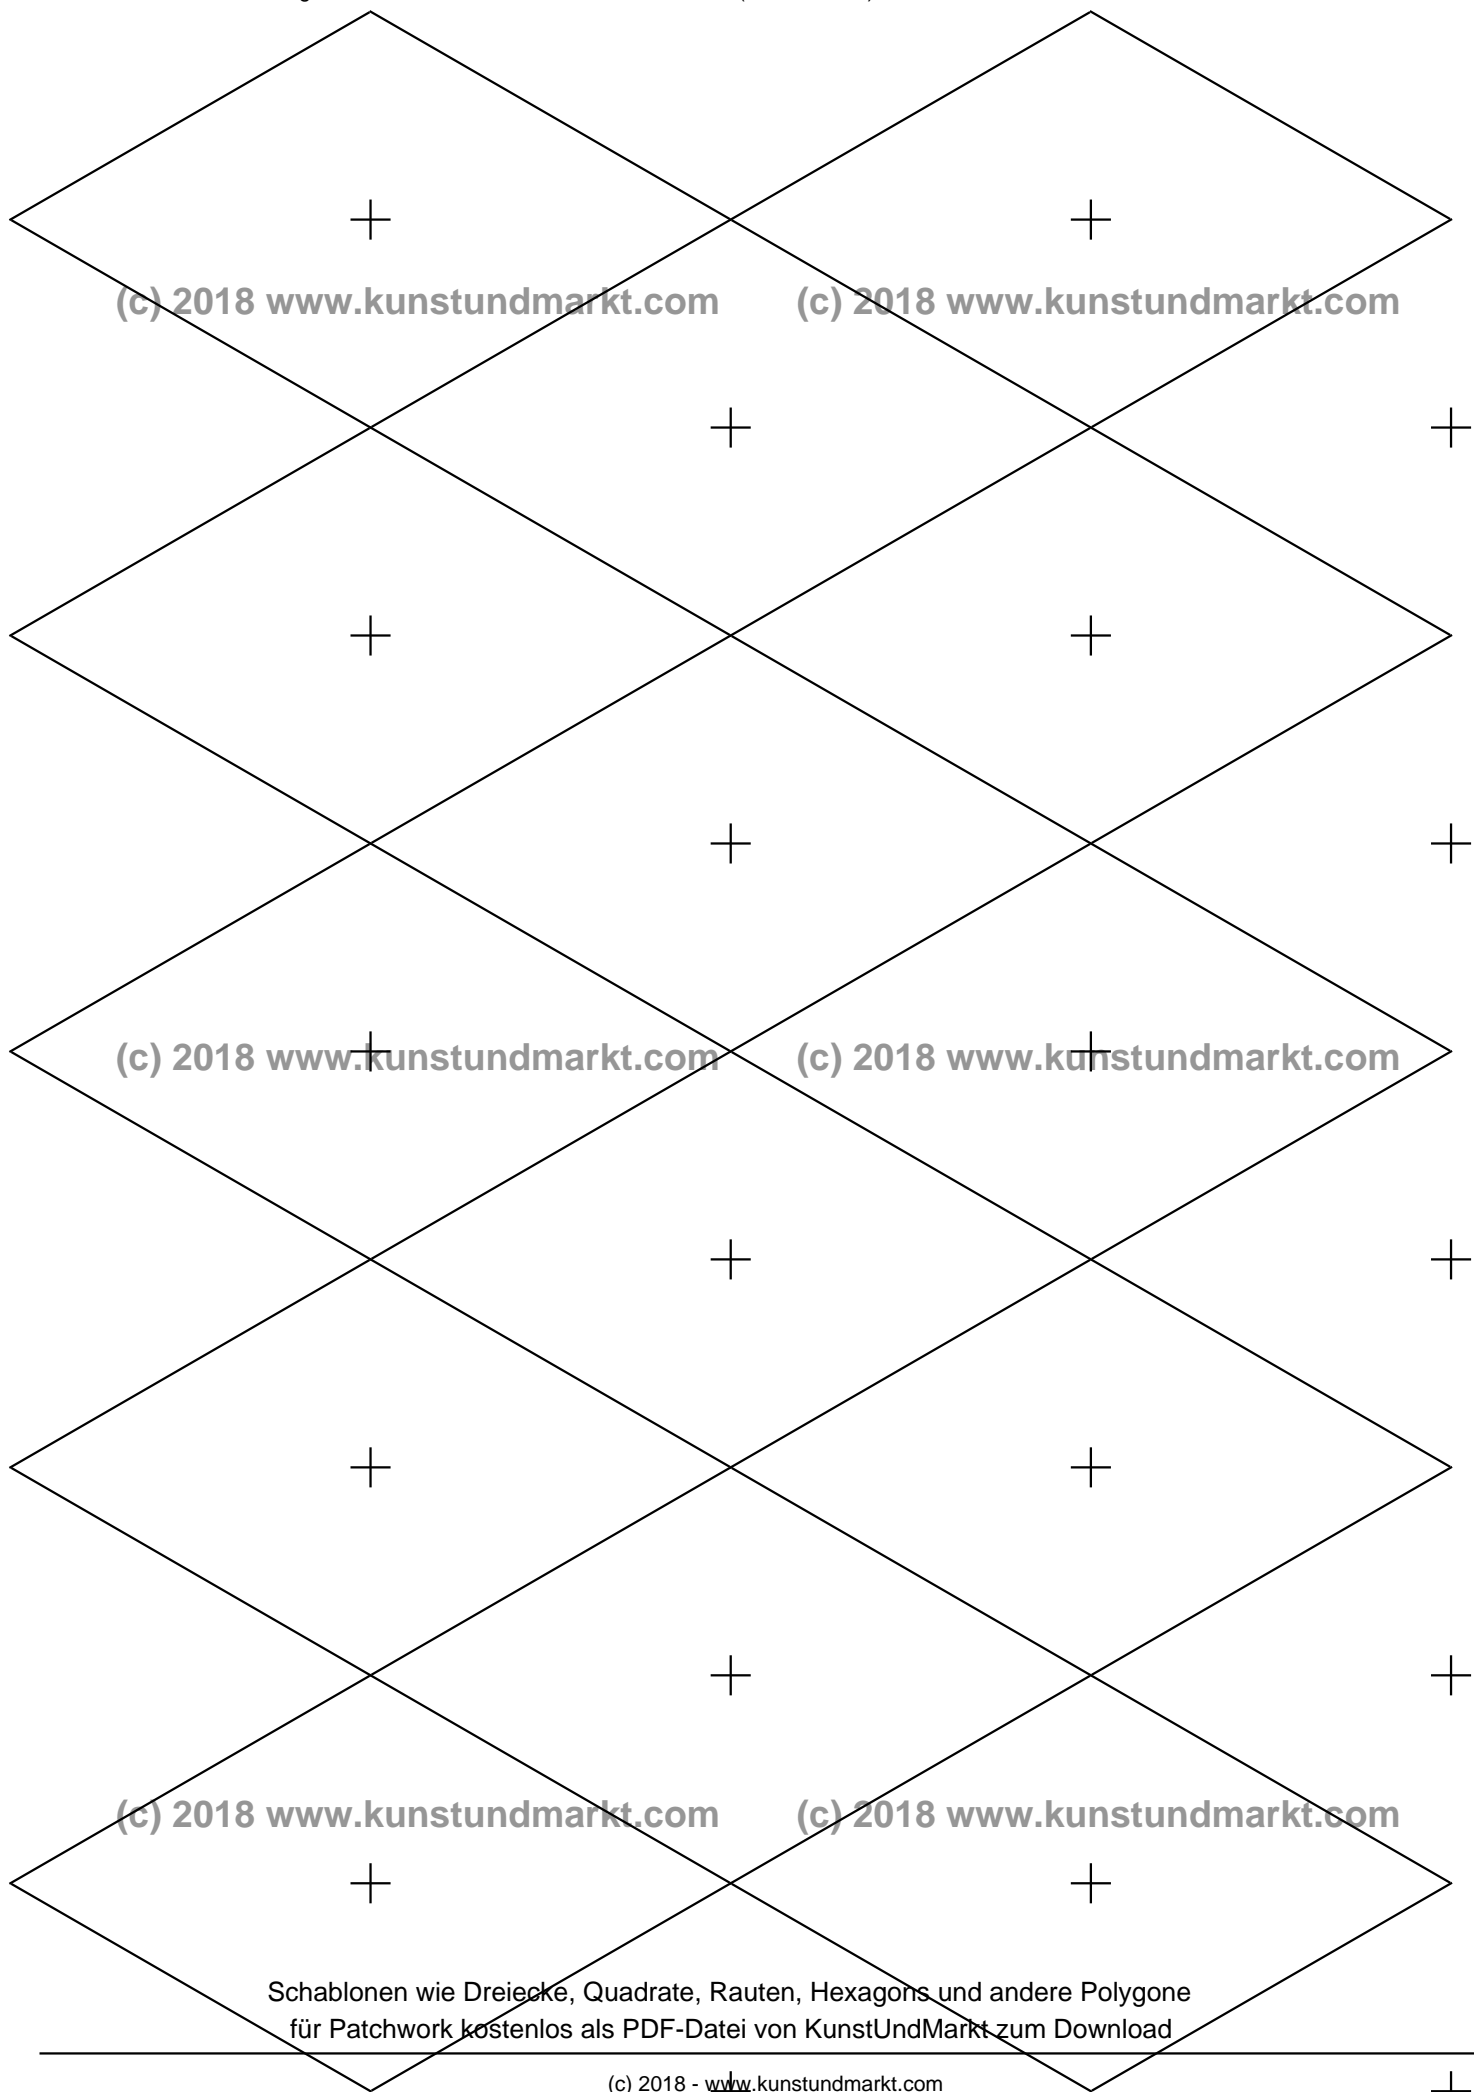 (c) 2018 www.kunstundmarkt.com (c) 2018 www.kunstundmarkt.com
(c) 2018 www.kunstundmarkt.com (c) 2018 www.kunstundmarkt.com
(c) 2018 www.kunstundmarkt.com (c) 2018 www.kunstundmarkt.com
Schablonen wie Dreiecke, Quadrate, Rauten, Hexagons und andere Polygone
für Patchwork kostenlos als PDF-Datei von KunstUndMarkt zum Download
(c) 2018 - www.kunstundmarkt.com